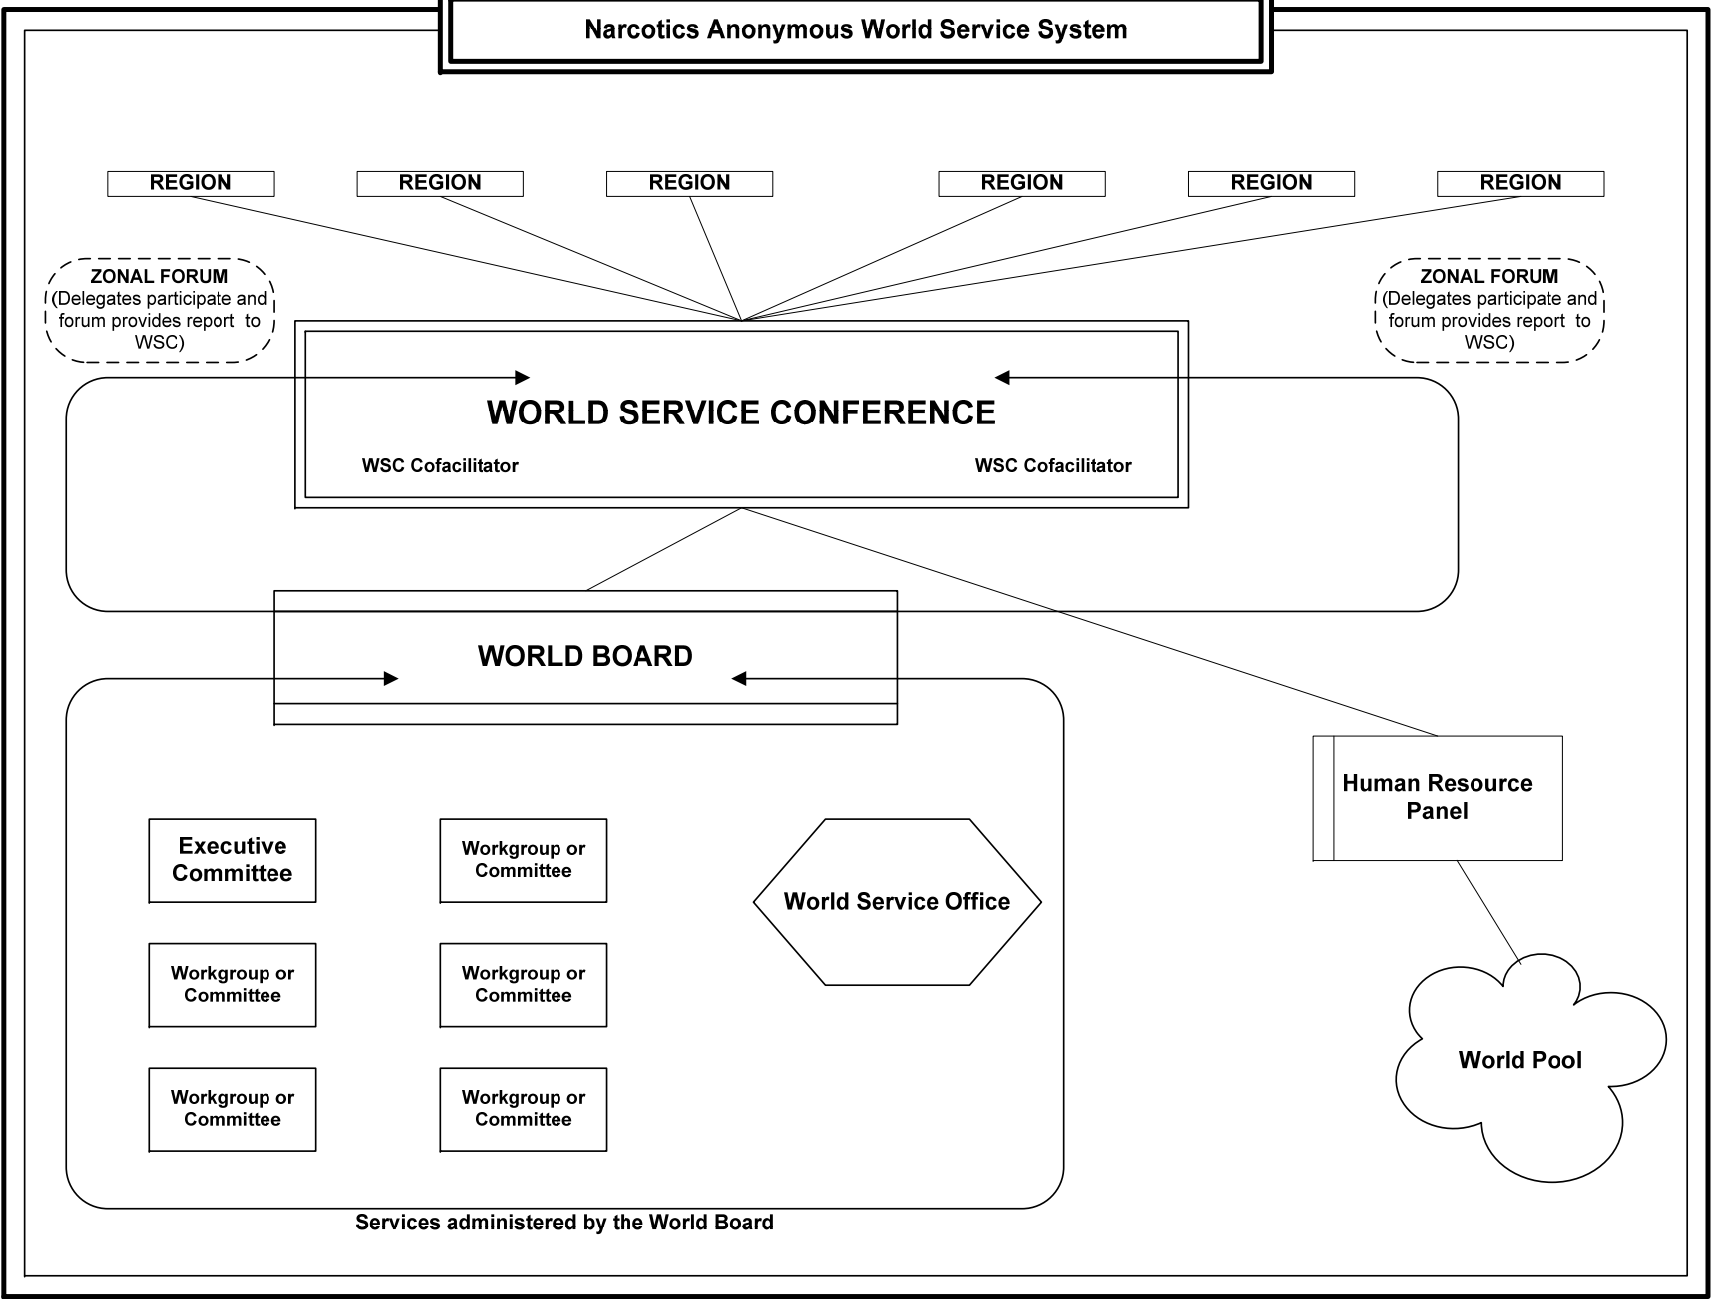 Narcotics Anonymous World Service System
REGION
REGION
REGION
REGION
REGION
REGION
ZONAL FORUM
(Delegates participate and
forum provides report to
WSC)
ZONAL FORUM
(Delegates participate and
forum provides report to
WSC)
WORLD SERVICE CONFERENCE
WSC Cofacilitator
WSC Cofacilitator
WORLD BOARD
Human Resource
Panel
Executive
Committee
Workgroup or
Committee
World Service Office
Workgroup or
Committee
Workgroup or
Committee
World Pool
Workgroup or
Committee
Workgroup or
Committee
Services administered by the World Board